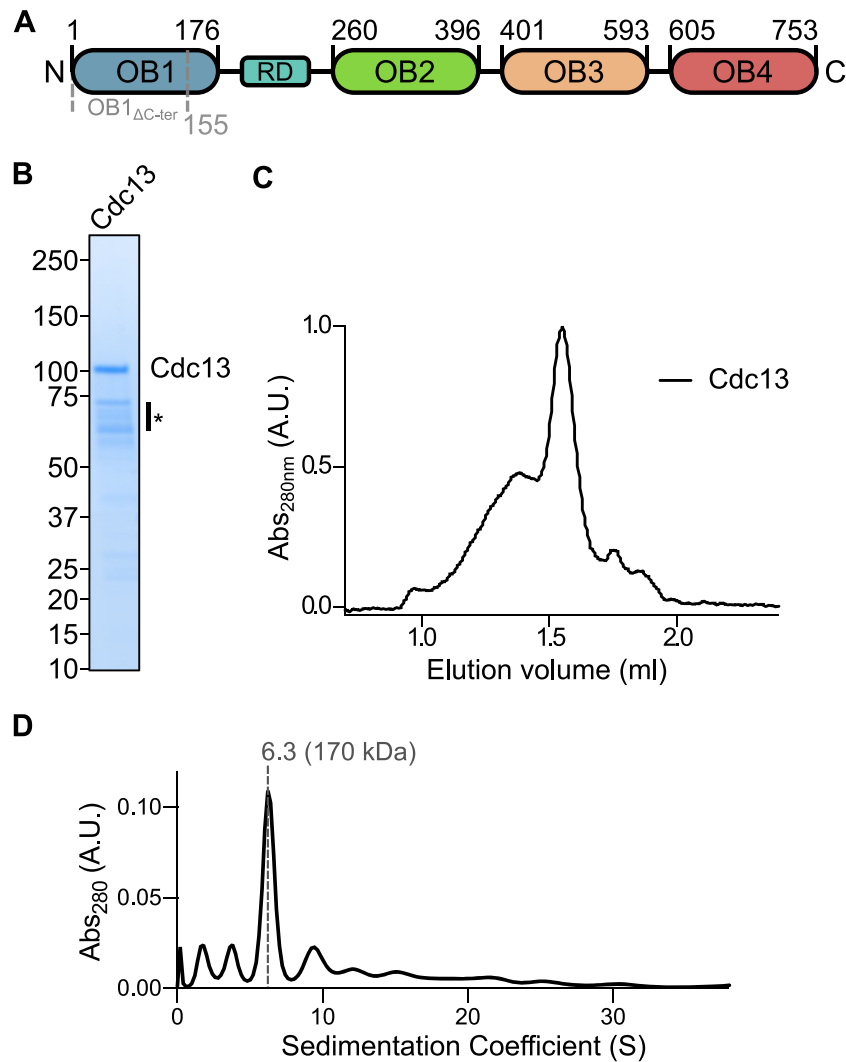 A
1 176 260 396 401 593 605 753
N OB1 RD OB2 OB3 OB4 C
OB1ΔC-ter 155
B
Cdc13
250
150
100 Cdc13
75
*
50
37
25
20
15
10
C
1.0
Cdc13
0.5
0.0
Abs280nm (A.U.)
1.0 1.5 2.0
Elution volume (ml)
D
6.3 (170 kDa)
0.10
0.05
0.00
Abs280 (A.U.)
0 10 20 30
Sedimentation Coefficient (S)